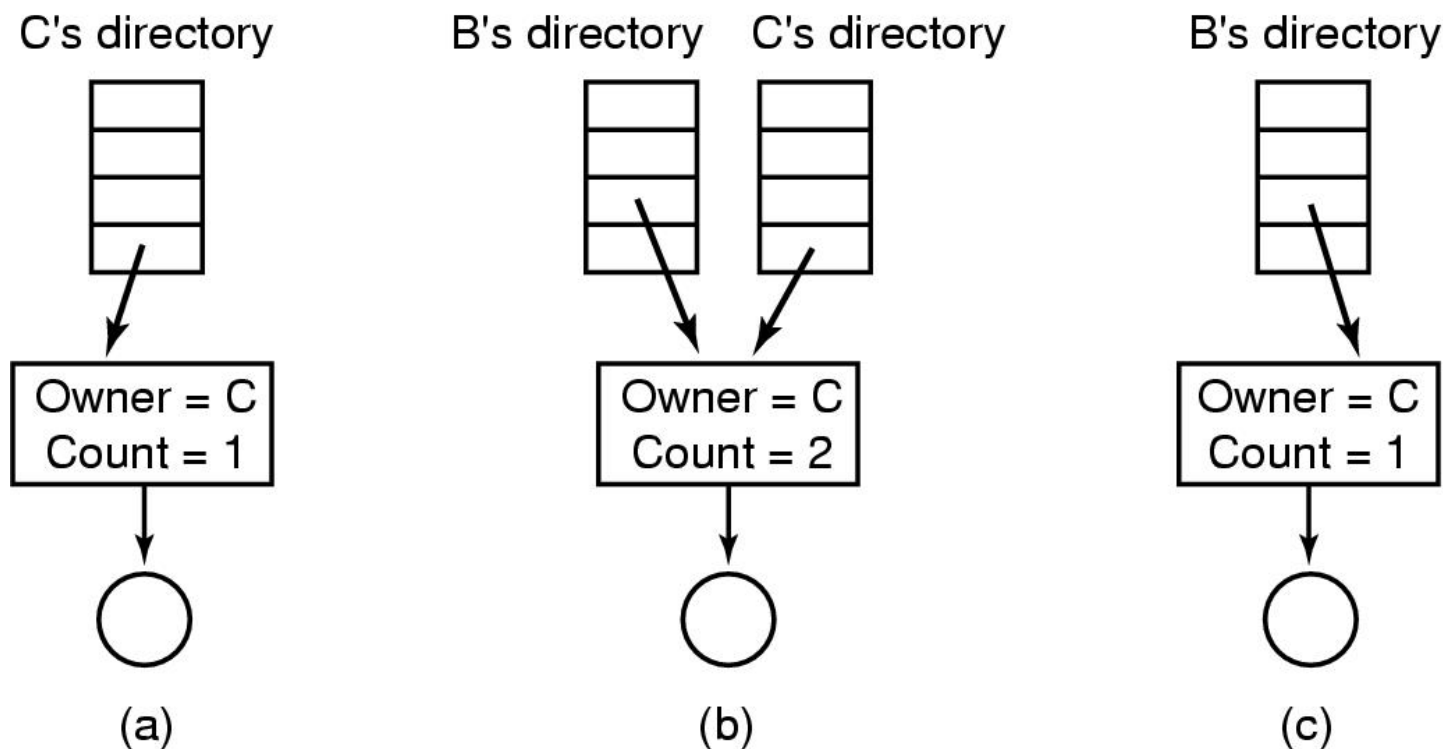 C's directory
B's directory C's directory
B's directory
Owner = C
Count = 1
Owner = C
Count = 2
Owner = C
Count = 1
(a)
(b)
(c)